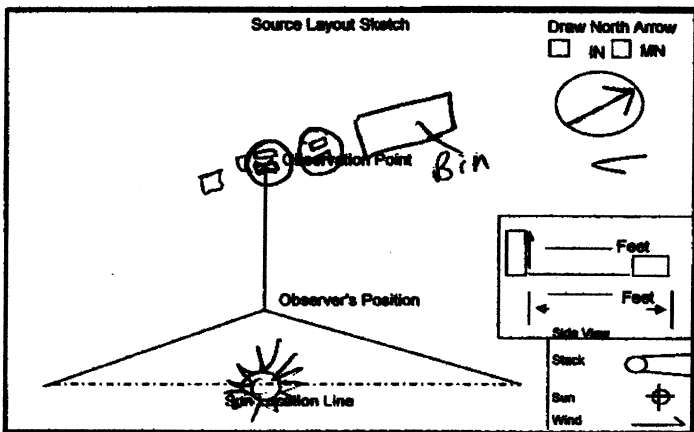 Source Layout Sketch
Draw North Arrow
IN MN
Observation Point
Bin
Feet
Feet
Side View
Observer's Position
Stack
Sun
Wind
Sun Location Line